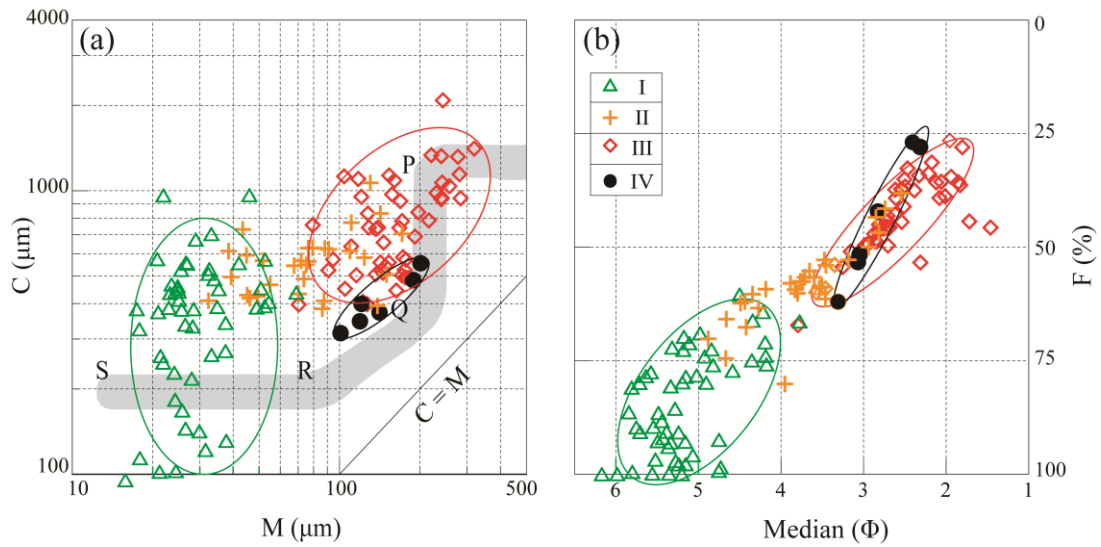 (a)
4000
1000
100
C (μm)
P
Q
R
S
C = M
10
100
500
M (μm)
(b)
I
II
III
IV
0
25
50
75
100
F (%)
6
5
4
3
2
1
Median (Φ)